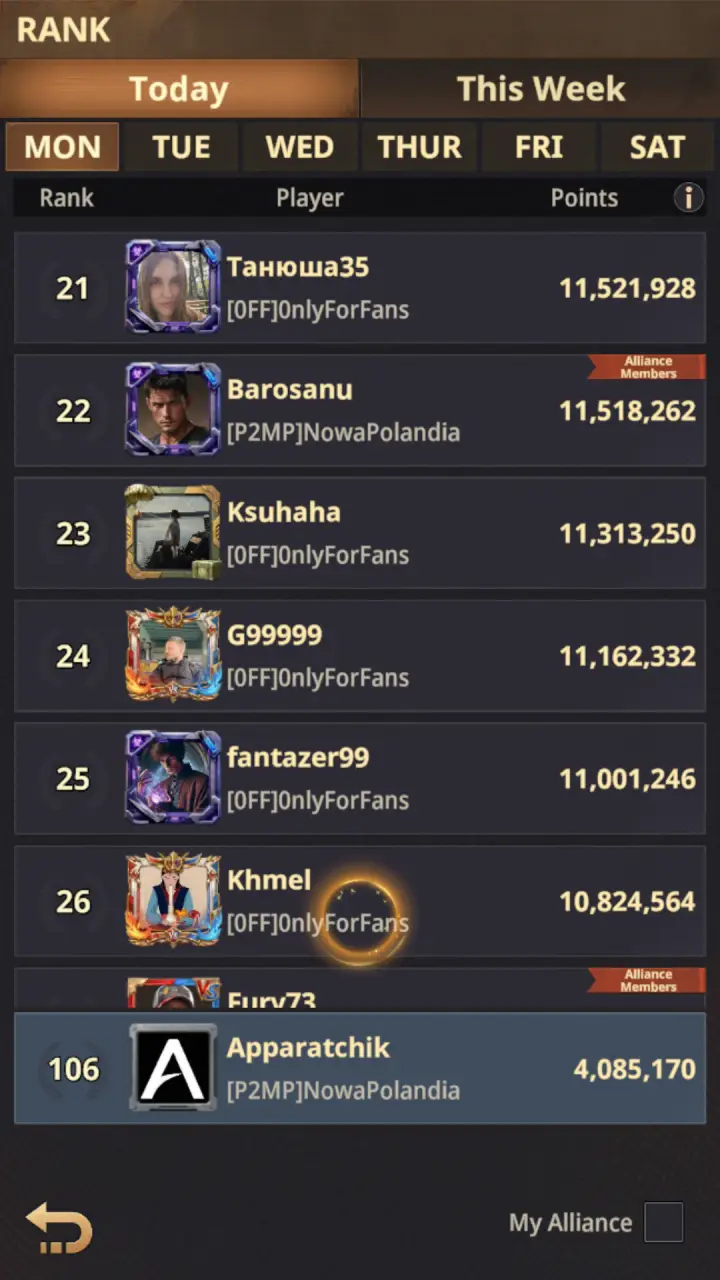 RANK
Today
This Week
MON
TUE
WED
THUR
FRI
SAT
Rank
Player
Points
21
Танюша35
[0FF]0nlyForFans
11,521,928
Alliance
Members
22
Barosanu
[P2MP]NowaPolandia
11,518,262
23
Ksuhaha
[0FF]0nlyForFans
11,313,250
24
G99999
[0FF]0nlyForFans
11,162,332
25
fantazer99
[0FF]0nlyForFans
11,001,246
26
Khmel
[0FF]0nlyForFans
10,824,564
Alliance
Members
Fury73
106
Apparatchik
[P2MP]NowaPolandia
4,085,170
My Alliance